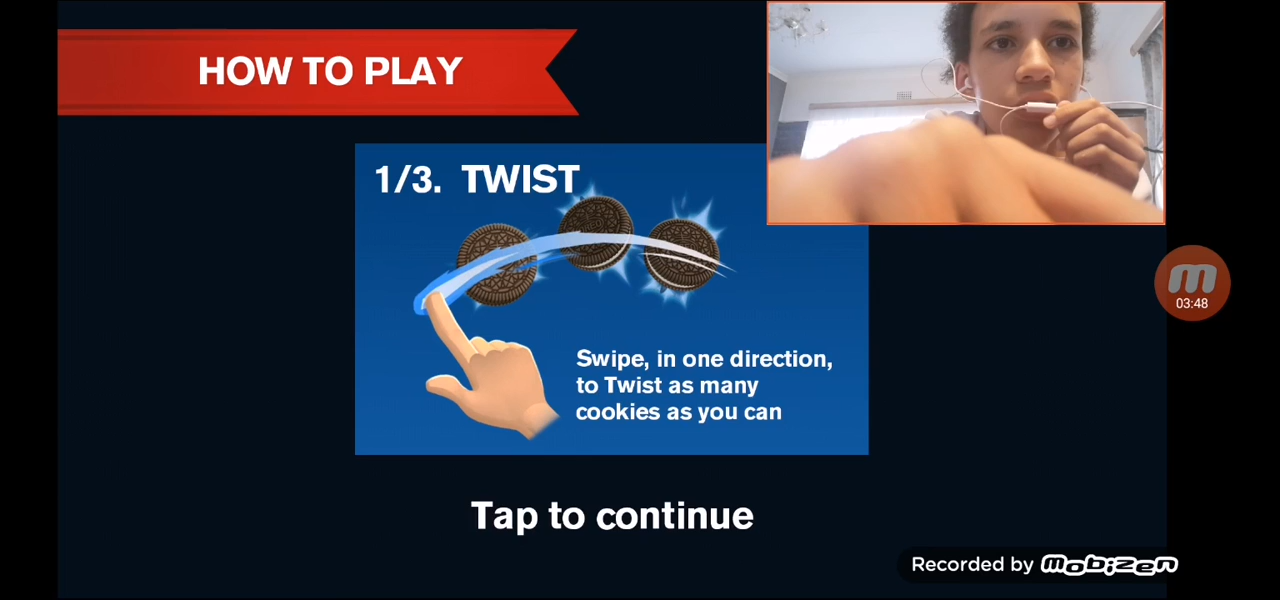 HOW TO PLAY
1/3. TWIST
Swipe, in one direction,
to Twist as many
cookies as you can
03:48
Tap to continue
Recorded by mobizen